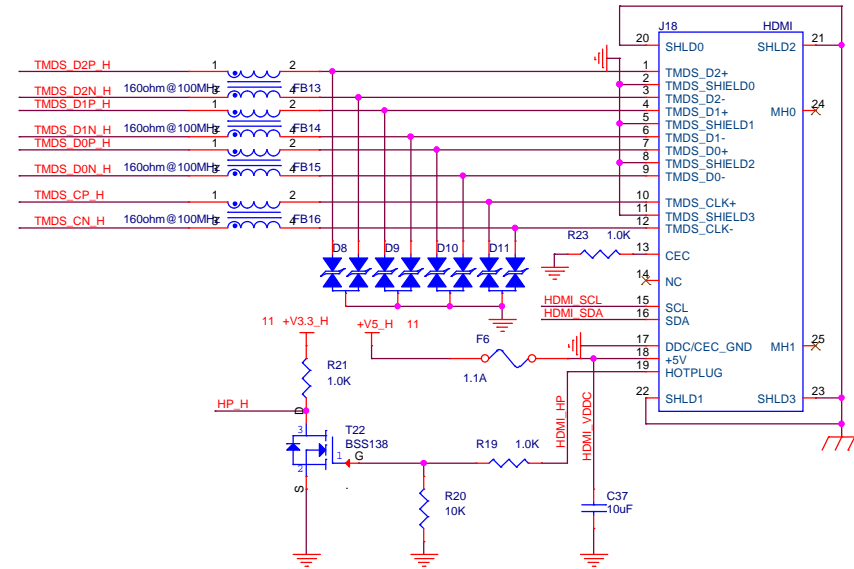 J18 HDMI
20 SHLD0 SHLD2 21
TMDS_D2P_H 1 2 1 TMDS_D2+
2 TMDS_SHIELD0
TMDS_D2N_H 160ohm@100MHz 3 4 FB13 3 TMDS_D2-
TMDS_D1P_H 1 2 4 TMDS_D1+ MH0 24
5 TMDS_SHIELD1
TMDS_D1N_H 160ohm@100MHz 3 4 FB14 6 TMDS_D1-
TMDS_D0P_H 1 2 7 TMDS_D0+
8 TMDS_SHIELD2
TMDS_D0N_H 160ohm@100MHz 3 4 FB15 9 TMDS_D0-
TMDS_CP_H 1 2 10 TMDS_CLK+
11 TMDS_SHIELD3
TMDS_CN_H 160ohm@100MHz 3 4 FB16 12 TMDS_CLK-
R23 1.0K
D8 D9 D10 D11 13 CEC
14 NC
HDMI_SCL 15 SCL
HDMI_SDA 16 SDA
11 +V3.3_H +V5_H 11
F6 17 DDC/CEC_GND MH1 25
18 +5V
1.1A 19 HOTPLUG
R21
1.0K
22 SHLD1 SHLD3 23
HP_H D
HDMI_HP HDMI_VDDC
3 T22
BSS138
1 G R19 1.0K
2
S .
R20
10K
C37
10uF